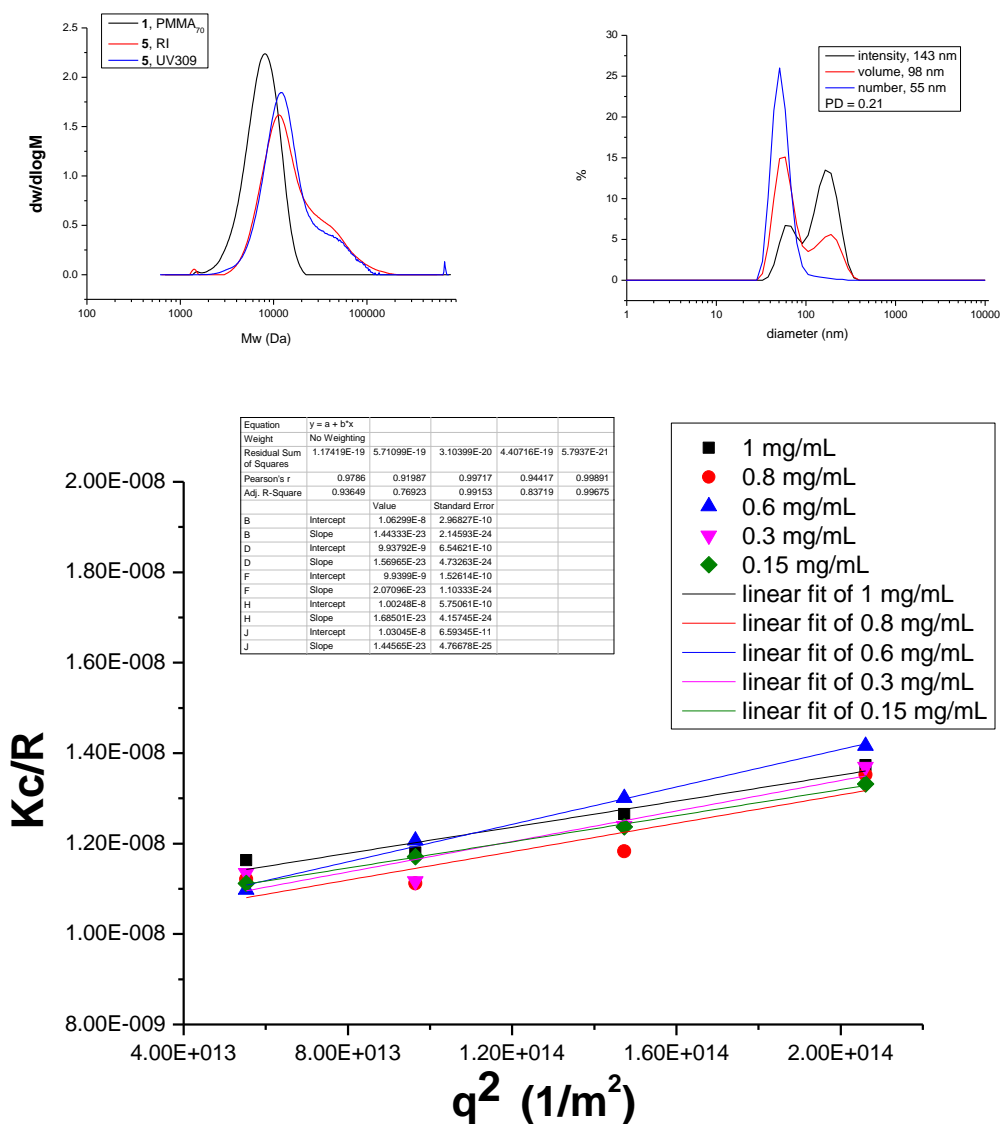 1, PMMA70
5, RI
5, UV309
2.5
2.0
1.5
1.0
0.5
0.0
dw/dlogM
100
1000
10000
100000
Mw (Da)
intensity, 143 nm
volume, 98 nm
number, 55 nm
PD = 0.21
30
25
20
15
10
5
0
%
1
10
100
1000
10000
diameter (nm)
Equation y = a + b*x
Weight No Weighting
Residual Sum of Squares 1.17419E-19 5.71099E-19 3.10399E-20 4.40716E-19 5.7937E-21
Pearson's r 0.9786 0.91987 0.99717 0.94417 0.99891
Adj. R-Square 0.93649 0.76923 0.99153 0.83719 0.99675
Value Standard Error
B Intercept 1.06299E-8 2.96827E-10
B Slope 1.44333E-23 2.14593E-24
D Intercept 9.93792E-9 6.54621E-10
D Slope 1.56965E-23 4.73263E-24
F Intercept 9.9399E-9 1.52614E-10
F Slope 2.07096E-23 1.10333E-24
H Intercept 1.00248E-8 5.75061E-10
H Slope 1.68501E-23 4.15745E-24
J Intercept 1.03045E-8 6.59345E-11
J Slope 1.44565E-23 4.76678E-25
1 mg/mL
0.8 mg/mL
0.6 mg/mL
0.3 mg/mL
0.15 mg/mL
linear fit of 1 mg/mL
linear fit of 0.8 mg/mL
linear fit of 0.6 mg/mL
linear fit of 0.3 mg/mL
linear fit of 0.15 mg/mL
2.00E-008
1.80E-008
1.60E-008
1.40E-008
1.20E-008
1.00E-008
8.00E-009
Kc/R
4.00E+013
8.00E+013
1.20E+014
1.60E+014
2.00E+014
q² (1/m²)